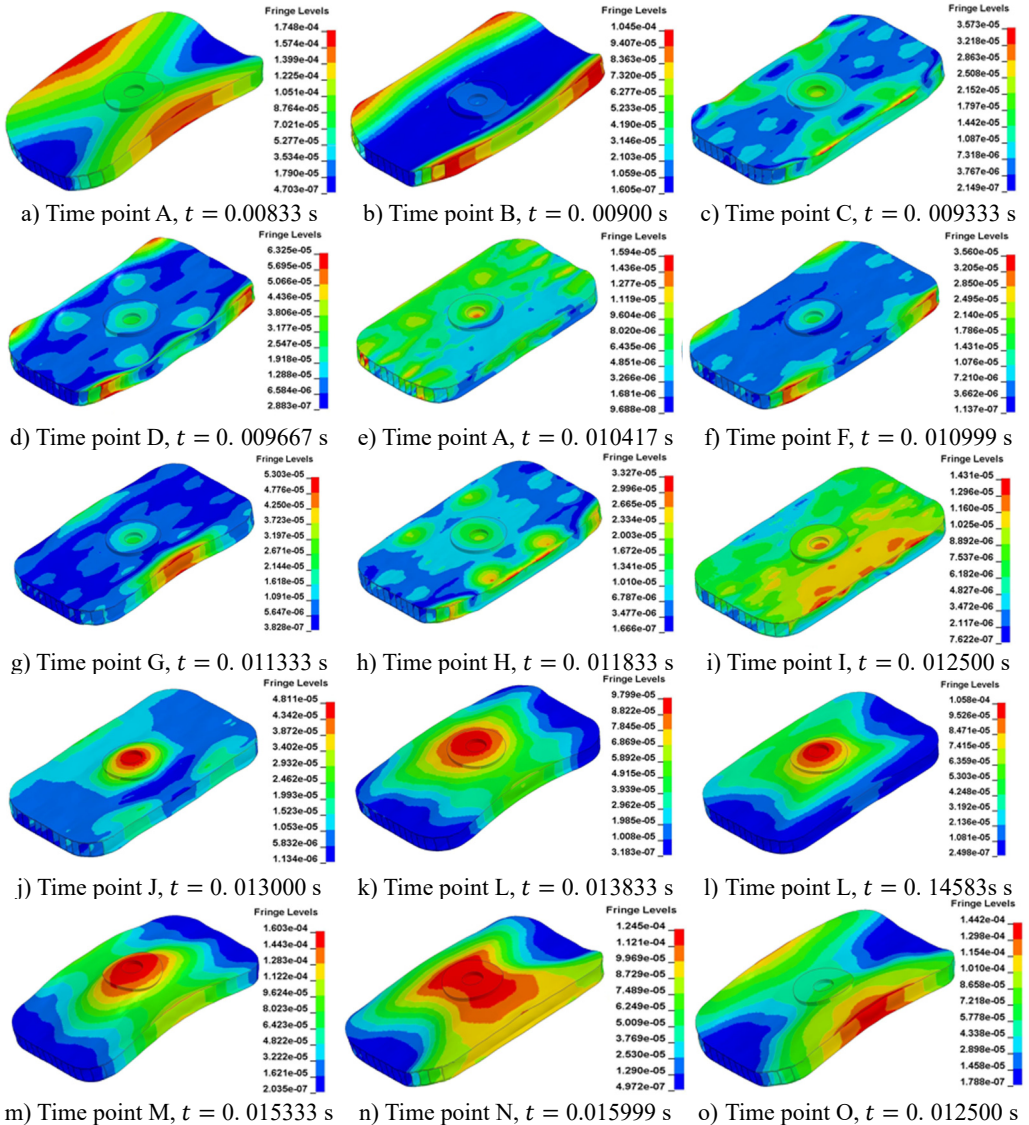 Fringe Levels
1.748e-04
1.574e-04
1.399e-04
1.225e-04
1.051e-04
8.764e-05
7.021e-05
5.277e-05
3.534e-05
1.790e-05
4.703e-07
a) Time point A, t = 0.00833 s
Fringe Levels
1.045e-04
9.407e-05
8.363e-05
7.320e-05
6.277e-05
5.233e-05
4.190e-05
3.146e-05
2.103e-05
1.059e-05
1.605e-07
b) Time point B, t = 0. 00900 s
Fringe Levels
3.573e-05
3.218e-05
2.863e-05
2.508e-05
2.152e-05
1.797e-05
1.442e-05
1.087e-05
7.318e-06
3.767e-06
2.149e-07
c) Time point C, t = 0. 009333 s
Fringe Levels
6.325e-05
5.695e-05
5.066e-05
4.436e-05
3.806e-05
3.177e-05
2.547e-05
1.918e-05
1.288e-05
6.584e-06
2.883e-07
d) Time point D, t = 0. 009667 s
Fringe Levels
1.594e-05
1.436e-05
1.277e-05
1.119e-05
9.604e-06
8.020e-06
6.435e-06
4.851e-06
3.266e-06
1.681e-06
9.688e-08
e) Time point A, t = 0. 010417 s
Fringe Levels
3.560e-05
3.205e-05
2.850e-05
2.495e-05
2.140e-05
1.786e-05
1.431e-05
1.076e-05
7.210e-06
3.662e-06
1.137e-07
f) Time point F, t = 0. 010999 s
Fringe Levels
5.303e-05
4.776e-05
4.250e-05
3.723e-05
3.197e-05
2.671e-05
2.144e-05
1.618e-05
1.091e-05
5.647e-06
3.828e-07
g) Time point G, t = 0. 011333 s
Fringe Levels
3.327e-05
2.996e-05
2.665e-05
2.334e-05
2.003e-05
1.672e-05
1.341e-05
1.010e-05
6.787e-06
3.477e-06
1.666e-07
h) Time point H, t = 0. 011833 s
Fringe Levels
1.431e-05
1.296e-05
1.160e-05
1.025e-05
8.892e-06
7.537e-06
6.182e-06
4.827e-06
3.472e-06
2.117e-06
7.622e-07
i) Time point I, t = 0. 012500 s
Fringe Levels
4.811e-05
4.342e-05
3.872e-05
3.402e-05
2.932e-05
2.462e-05
1.993e-05
1.523e-05
1.053e-05
5.832e-06
1.134e-06
j) Time point J, t = 0. 013000 s
Fringe Levels
9.799e-05
8.822e-05
7.845e-05
6.869e-05
5.892e-05
4.915e-05
3.939e-05
2.962e-05
1.985e-05
1.008e-05
3.183e-07
k) Time point L, t = 0. 013833 s
Fringe Levels
1.058e-04
9.526e-05
8.471e-05
7.415e-05
6.359e-05
5.303e-05
4.248e-05
3.192e-05
2.136e-05
1.081e-05
2.498e-07
l) Time point L, t = 0. 14583s s
Fringe Levels
1.603e-04
1.443e-04
1.283e-04
1.122e-04
9.624e-05
8.023e-05
6.423e-05
4.822e-05
3.222e-05
1.621e-05
2.035e-07
m) Time point M, t = 0. 015333 s
Fringe Levels
1.245e-04
1.121e-04
9.969e-05
8.729e-05
7.489e-05
6.249e-05
5.009e-05
3.769e-05
2.530e-05
1.290e-05
4.972e-07
n) Time point N, t = 0.015999 s
Fringe Levels
1.442e-04
1.298e-04
1.154e-04
1.010e-04
8.658e-05
7.218e-05
5.778e-05
4.338e-05
2.898e-05
1.458e-05
1.788e-07
o) Time point O, t = 0. 012500 s